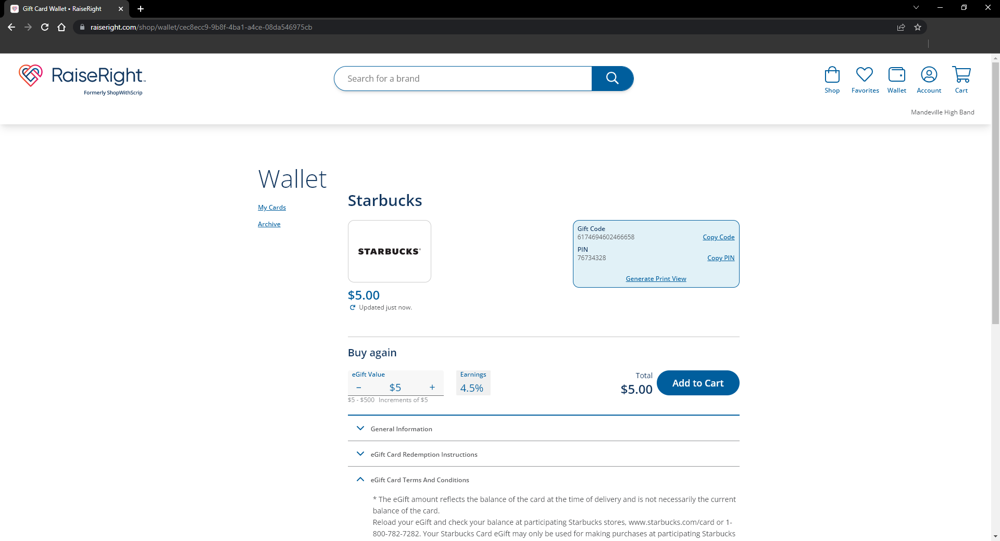 Gift Card Wallet • RaiseRight
raiseright.com/shop/wallet/cec8ecc9-9b8f-4ba1-a4ce-08da546975cb
RaiseRight™
Formerly ShopWithScrip
Search for a brand
Shop
Favorites
Wallet
Account
Cart
Mandeville High Band
Wallet
My Cards
Archive
Starbucks
STARBUCKS®
$5.00
Updated just now.
Gift Code
6174694602466658
Copy Code
PIN
76734328
Copy PIN
Generate Print View
Buy again
eGift Value
− $5 +
$5 - $500 Increments of $5
Earnings
4.5%
Total
$5.00
Add to Cart
General Information
eGift Card Redemption Instructions
eGift Card Terms And Conditions
* The eGift amount reflects the balance of the card at the time of delivery and is not necessarily the current
balance of the card.
Reload your eGift and check your balance at participating Starbucks stores, www.starbucks.com/card or 1-
800-782-7282. Your Starbucks Card eGift may only be used for making purchases at participating Starbucks